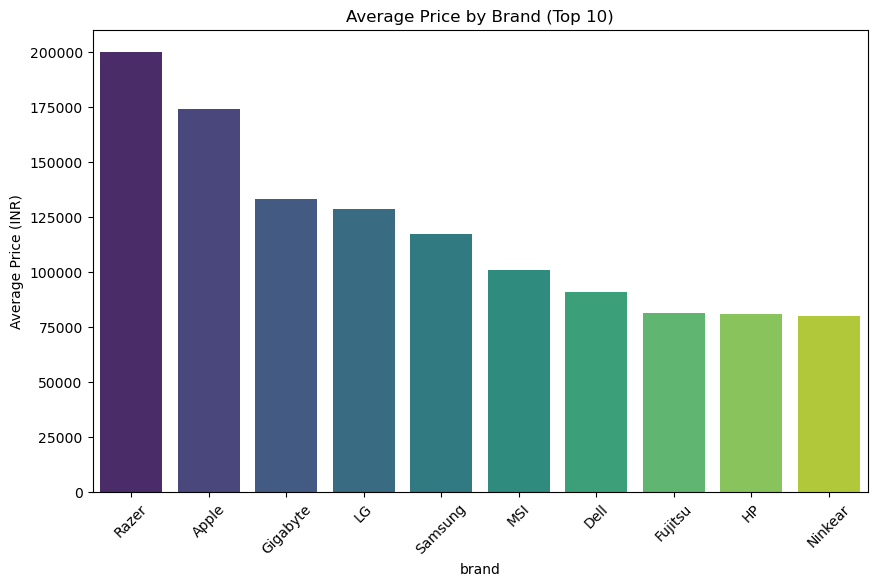 Average Price by Brand (Top 10)
Average Price (INR)
200000
175000
150000
125000
100000
75000
50000
25000
0
Razer
Apple
Gigabyte
LG
Samsung
MSI
Dell
Fujitsu
HP
Ninkear
brand